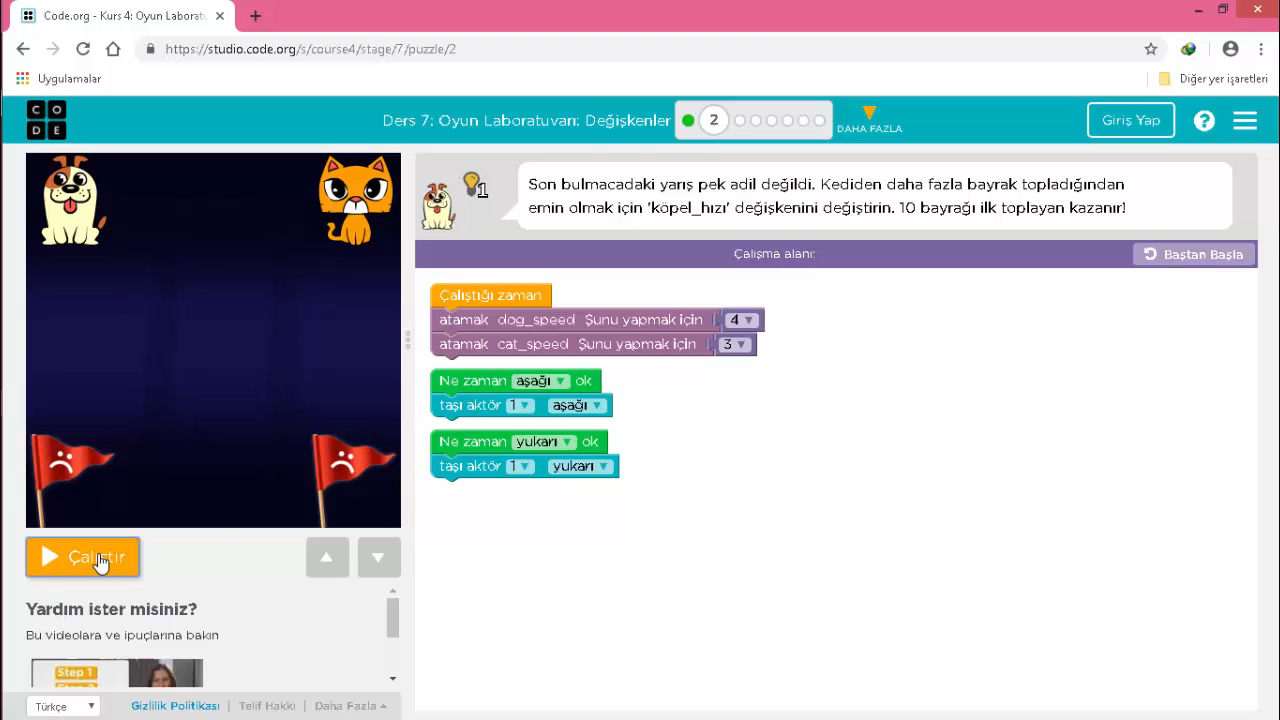 Code.org - Kurs 4: Oyun Laboratu
https://studio.code.org/s/course4/stage/7/puzzle/2
Uygulamalar
Diğer yer işaretleri
C O D E
Ders 7: Oyun Laboratuvarı: Değişkenler
2
DAHA FAZLA
Giriş Yap
?
1
Son bulmacadaki yarış pek adil değildi. Kediden daha fazla bayrak topladığından
emin olmak için 'köpel_hızı' değişkenini değiştirin. 10 bayrağı ilk toplayan kazanır!
Çalışma alanı:
Baştan Başla
Çalıştığı zaman
atamak dog_speed Şunu yapmak için 4
atamak cat_speed Şunu yapmak için 3
Ne zaman aşağı ok
taşı aktör 1 aşağı
Ne zaman yukarı ok
taşı aktör 1 yukarı
Çalıştır
Yardım ister misiniz?
Bu videolara ve ipuçlarına bakın
Step 1
Türkçe
Gizlilik Politikası | Telif Hakkı | Daha Fazla